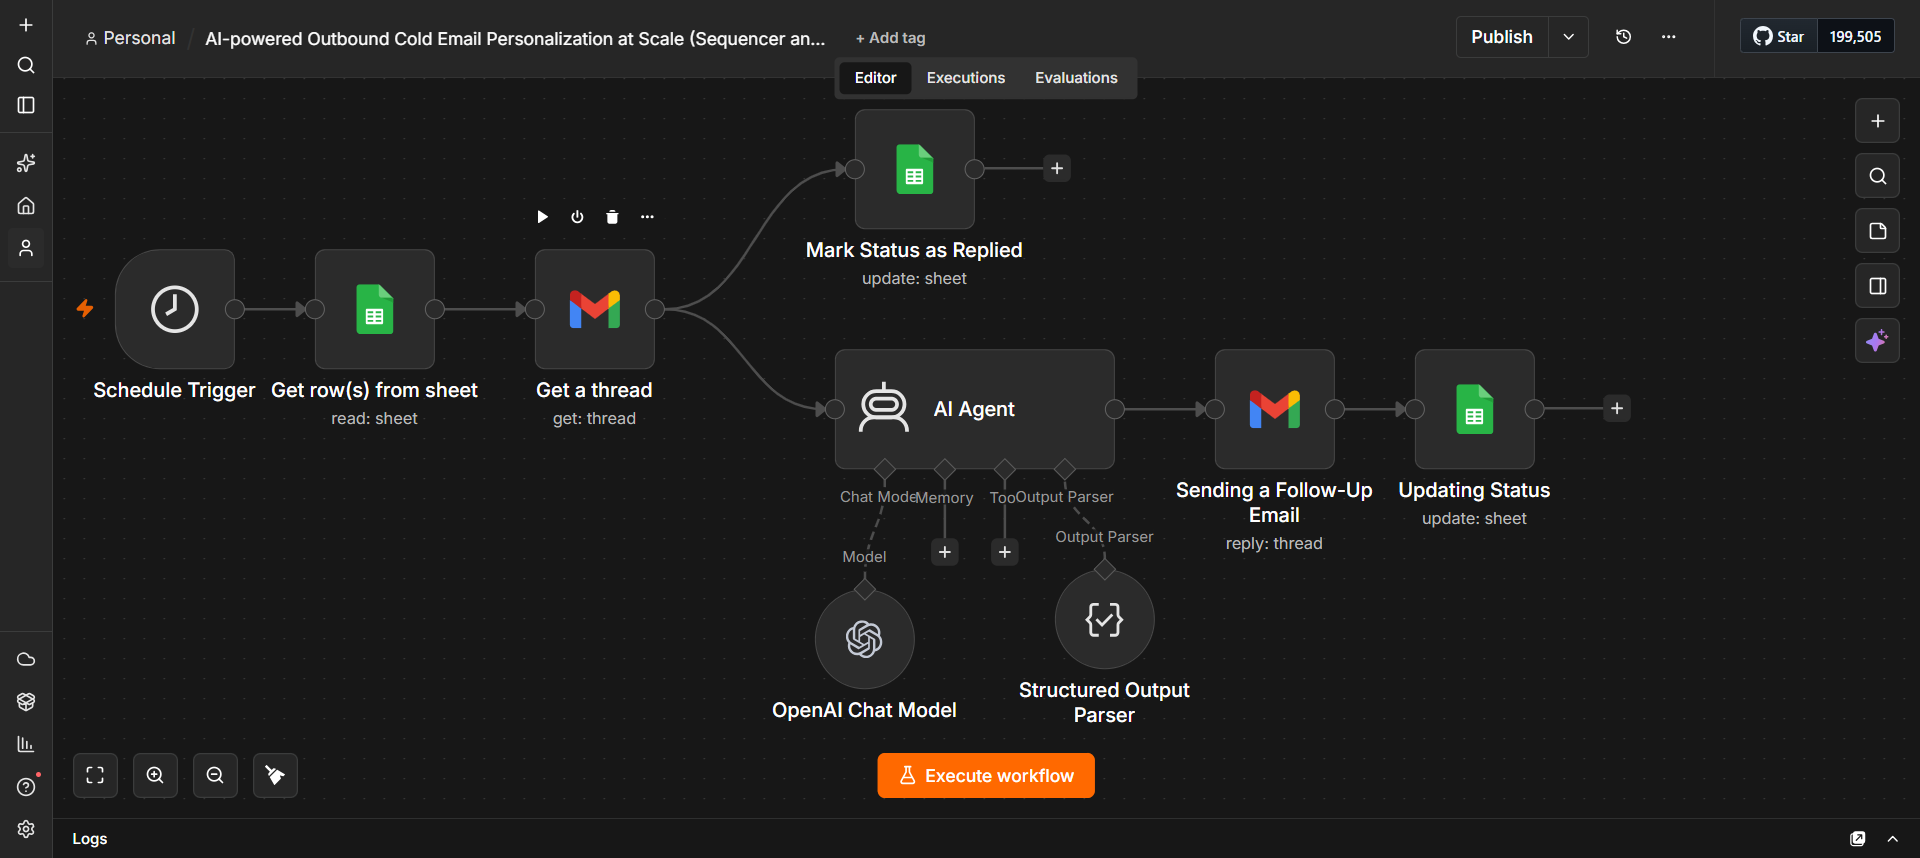 Personal / AI-powered Outbound Cold Email Personalization at Scale (Sequencer an... + Add tag
Publish
Star 199,505
Editor Executions Evaluations
Mark Status as Replied
update: sheet
Schedule Trigger
Get row(s) from sheet
read: sheet
Get a thread
get: thread
AI Agent
Chat Mode
Memory
Too
Output Parser
Model
Output Parser
OpenAI Chat Model
Structured Output
Parser
Sending a Follow-Up
Email
reply: thread
Updating Status
update: sheet
Execute workflow
Logs